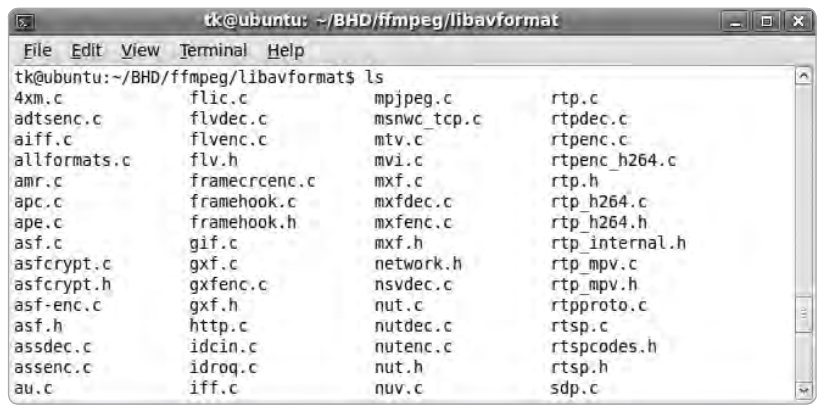 tk@ubuntu: ~/BHD/ffmpeg/libavformat
File Edit View Terminal Help
tk@ubuntu:~/BHD/ffmpeg/libavformat$ ls
4xm.c flic.c mpjpeg.c rtp.c
adtsenc.c flvdec.c msnwc_tcp.c rtpdec.c
aiff.c flvenc.c mtv.c rtpenc.c
allformats.c flv.h mvi.c rtpenc_h264.c
amr.c framecrcenc.c mxf.c rtp.h
apc.c framehook.c mxfdec.c rtp_h264.c
ape.c framehook.h mxfenc.c rtp_h264.h
asf.c gif.c mxf.h rtp_internal.h
asfcrypt.c gxf.c network.h rtp_mpv.c
asfcrypt.h gxfenc.c nsvdec.c rtp_mpv.h
asf-enc.c gxf.h nut.c rtpproto.c
asf.h http.c nutdec.c rtsp.c
assdec.c idcin.c nutenc.c rtspcodes.h
assenc.c idroq.c nut.h rtsp.h
au.c iff.c nuv.c sdp.c